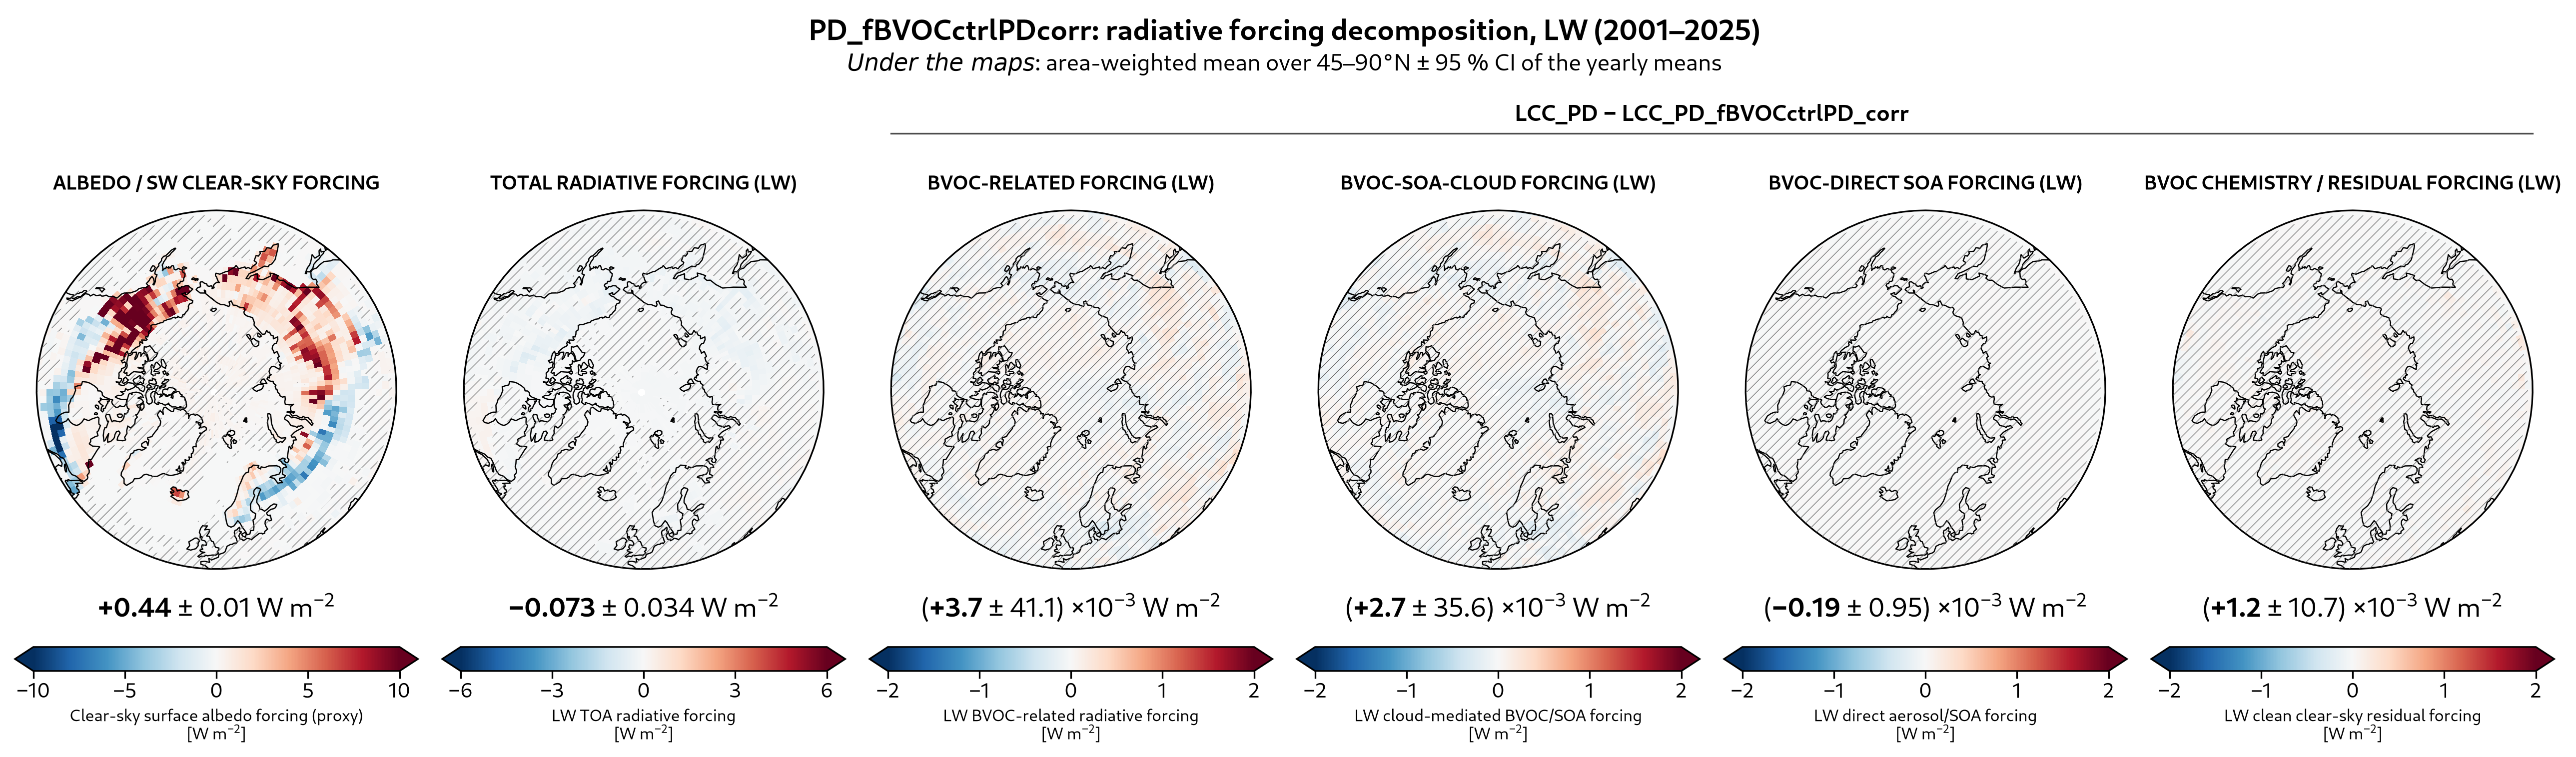 PD_fBVOCctrlPDcorr: radiative forcing decomposition, LW (2001–2025)
Under the maps: area-weighted mean over 45–90°N ± 95 % CI of the yearly means
LCC_PD − LCC_PD_fBVOCctrlPD_corr
ALBEDO / SW CLEAR-SKY FORCING
TOTAL RADIATIVE FORCING (LW)
BVOC-RELATED FORCING (LW)
BVOC-SOA-CLOUD FORCING (LW)
BVOC-DIRECT SOA FORCING (LW)
BVOC CHEMISTRY / RESIDUAL FORCING (LW)
+0.44 ± 0.01 W m⁻²
−0.073 ± 0.034 W m⁻²
(+3.7 ± 41.1) ×10⁻³ W m⁻²
(+2.7 ± 35.6) ×10⁻³ W m⁻²
(−0.19 ± 0.95) ×10⁻³ W m⁻²
(+1.2 ± 10.7) ×10⁻³ W m⁻²
−10 −5 0 5 10
−6 −3 0 3 6
−2 −1 0 1 2
−2 −1 0 1 2
−2 −1 0 1 2
−2 −1 0 1 2
Clear-sky surface albedo forcing (proxy)
[W m⁻²]
LW TOA radiative forcing
[W m⁻²]
LW BVOC-related radiative forcing
[W m⁻²]
LW cloud-mediated BVOC/SOA forcing
[W m⁻²]
LW direct aerosol/SOA forcing
[W m⁻²]
LW clean clear-sky residual forcing
[W m⁻²]